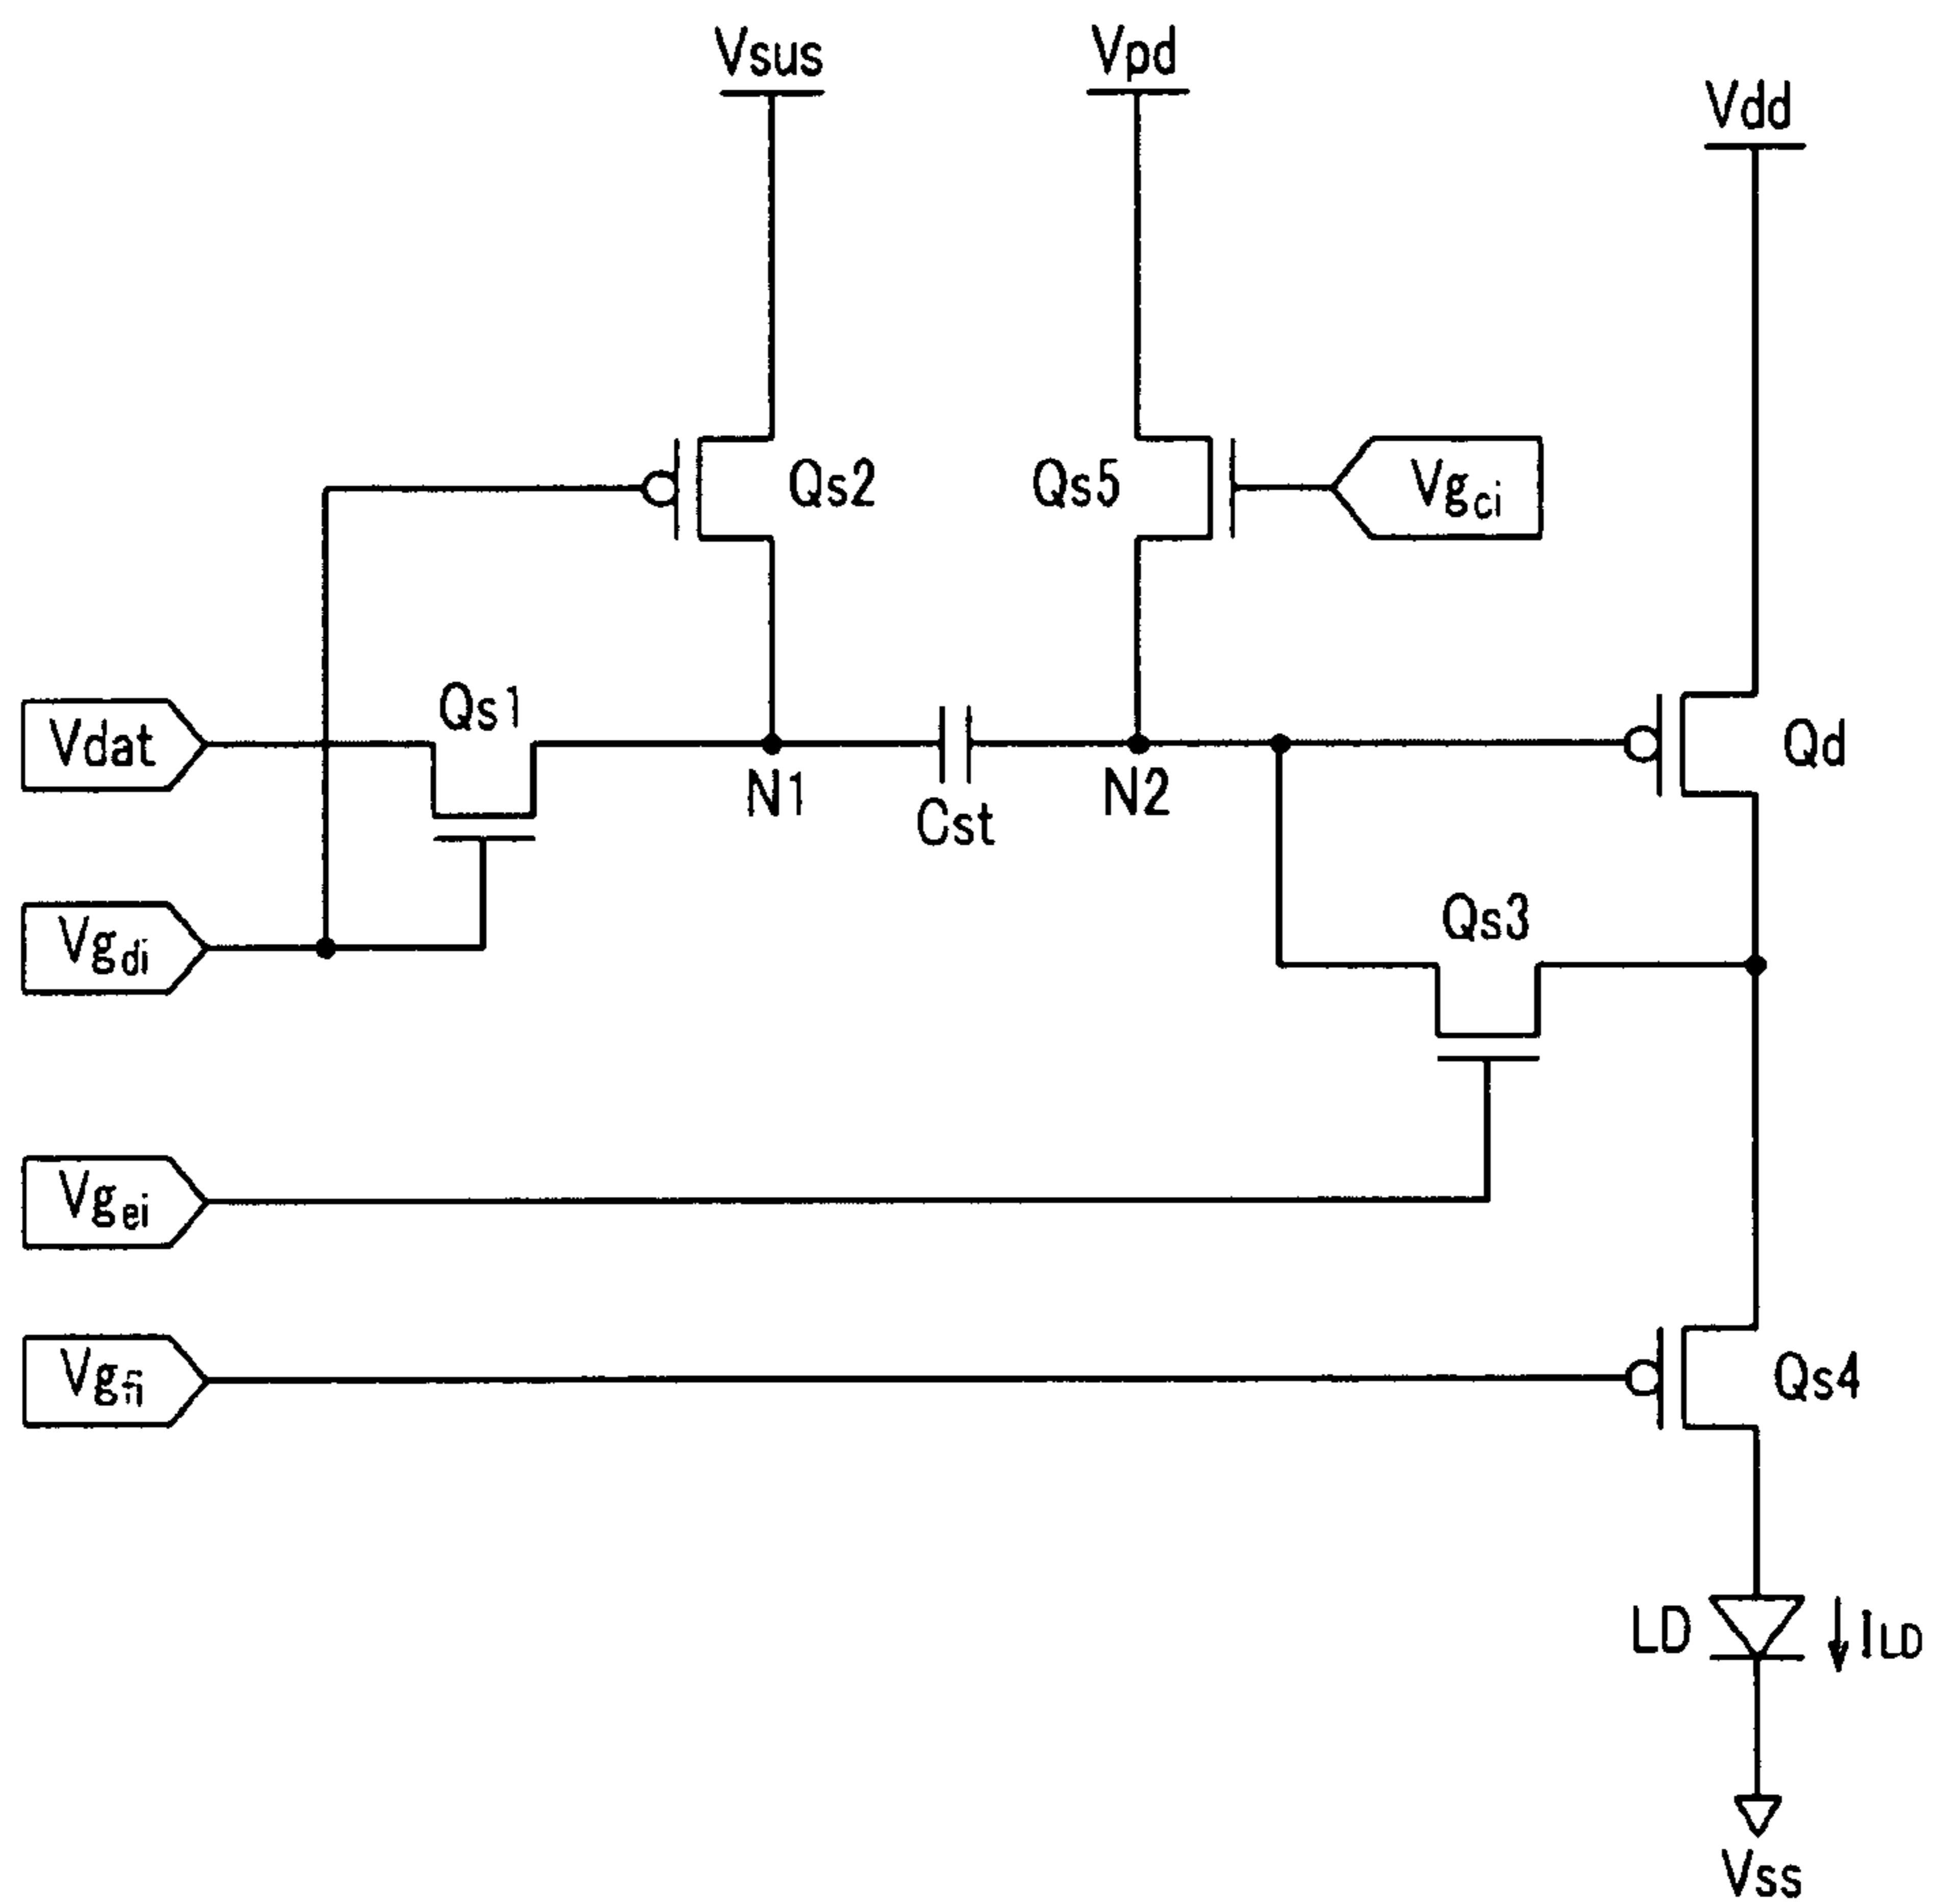 Vsus
Vpd
Vdd
Qs2
Qs5
Vgci
Vdat
Qs1
N1
Cst
N2
Qd
Vgdi
Qs3
Vgei
Vgfi
Qs4
LD
ILD
Vss